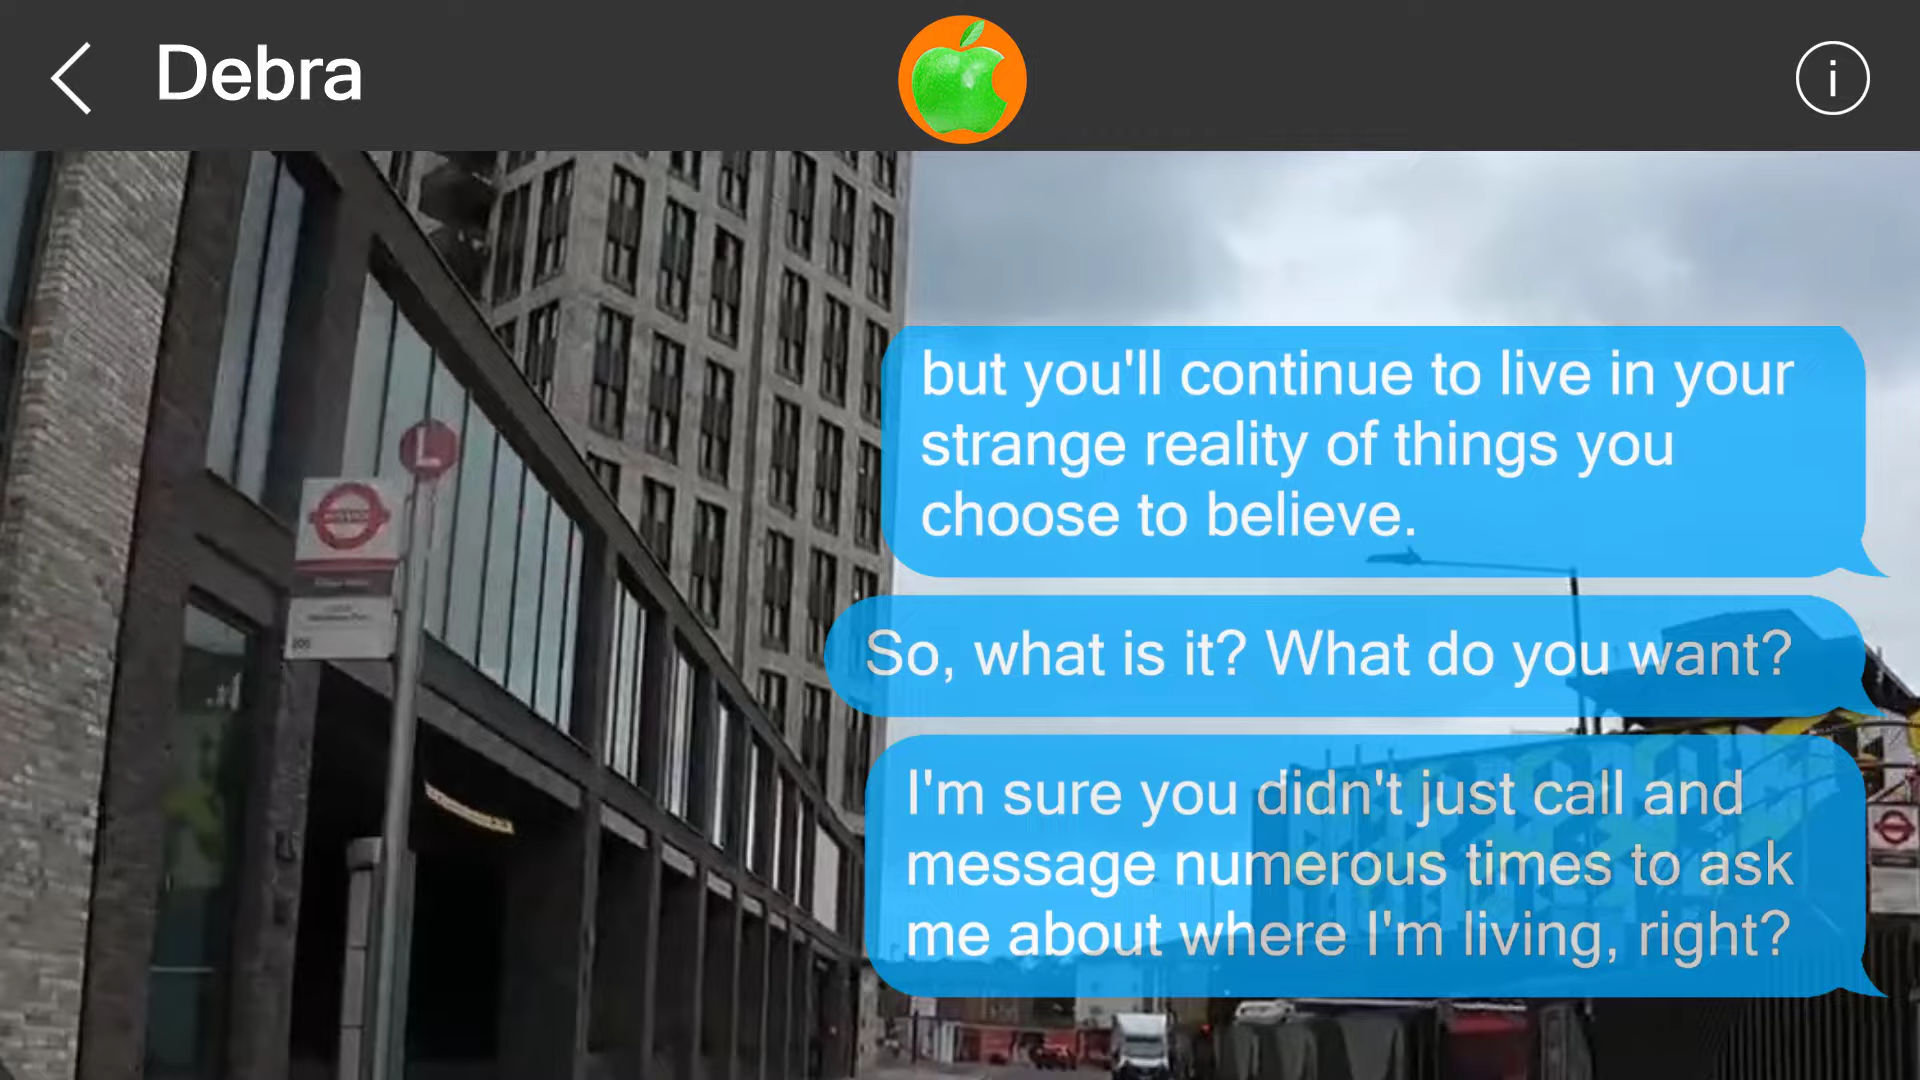 Debra
i
but you'll continue to live in your
strange reality of things you
choose to believe.
So, what is it? What do you want?
I'm sure you didn't just call and
message numerous times to ask
me about where I'm living, right?
L